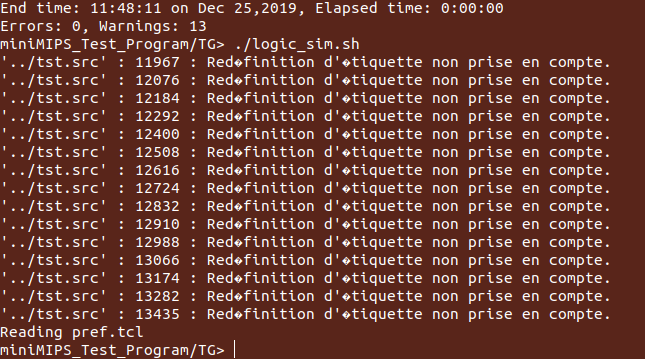 End time: 11:48:11 on Dec 25,2019, Elapsed time: 0:00:00
Errors: 0, Warnings: 13
miniMIPS_Test_Program/TG> ./logic_sim.sh
'../tst.src' : 11967 : Red�finition d'�tiquette non prise en compte.
'../tst.src' : 12076 : Red�finition d'�tiquette non prise en compte.
'../tst.src' : 12184 : Red�finition d'�tiquette non prise en compte.
'../tst.src' : 12292 : Red�finition d'�tiquette non prise en compte.
'../tst.src' : 12400 : Red�finition d'�tiquette non prise en compte.
'../tst.src' : 12508 : Red�finition d'�tiquette non prise en compte.
'../tst.src' : 12616 : Red�finition d'�tiquette non prise en compte.
'../tst.src' : 12724 : Red�finition d'�tiquette non prise en compte.
'../tst.src' : 12832 : Red�finition d'�tiquette non prise en compte.
'../tst.src' : 12910 : Red�finition d'�tiquette non prise en compte.
'../tst.src' : 12988 : Red�finition d'�tiquette non prise en compte.
'../tst.src' : 13066 : Red�finition d'�tiquette non prise en compte.
'../tst.src' : 13174 : Red�finition d'�tiquette non prise en compte.
'../tst.src' : 13282 : Red�finition d'�tiquette non prise en compte.
'../tst.src' : 13435 : Red�finition d'�tiquette non prise en compte.
Reading pref.tcl
miniMIPS_Test_Program/TG>